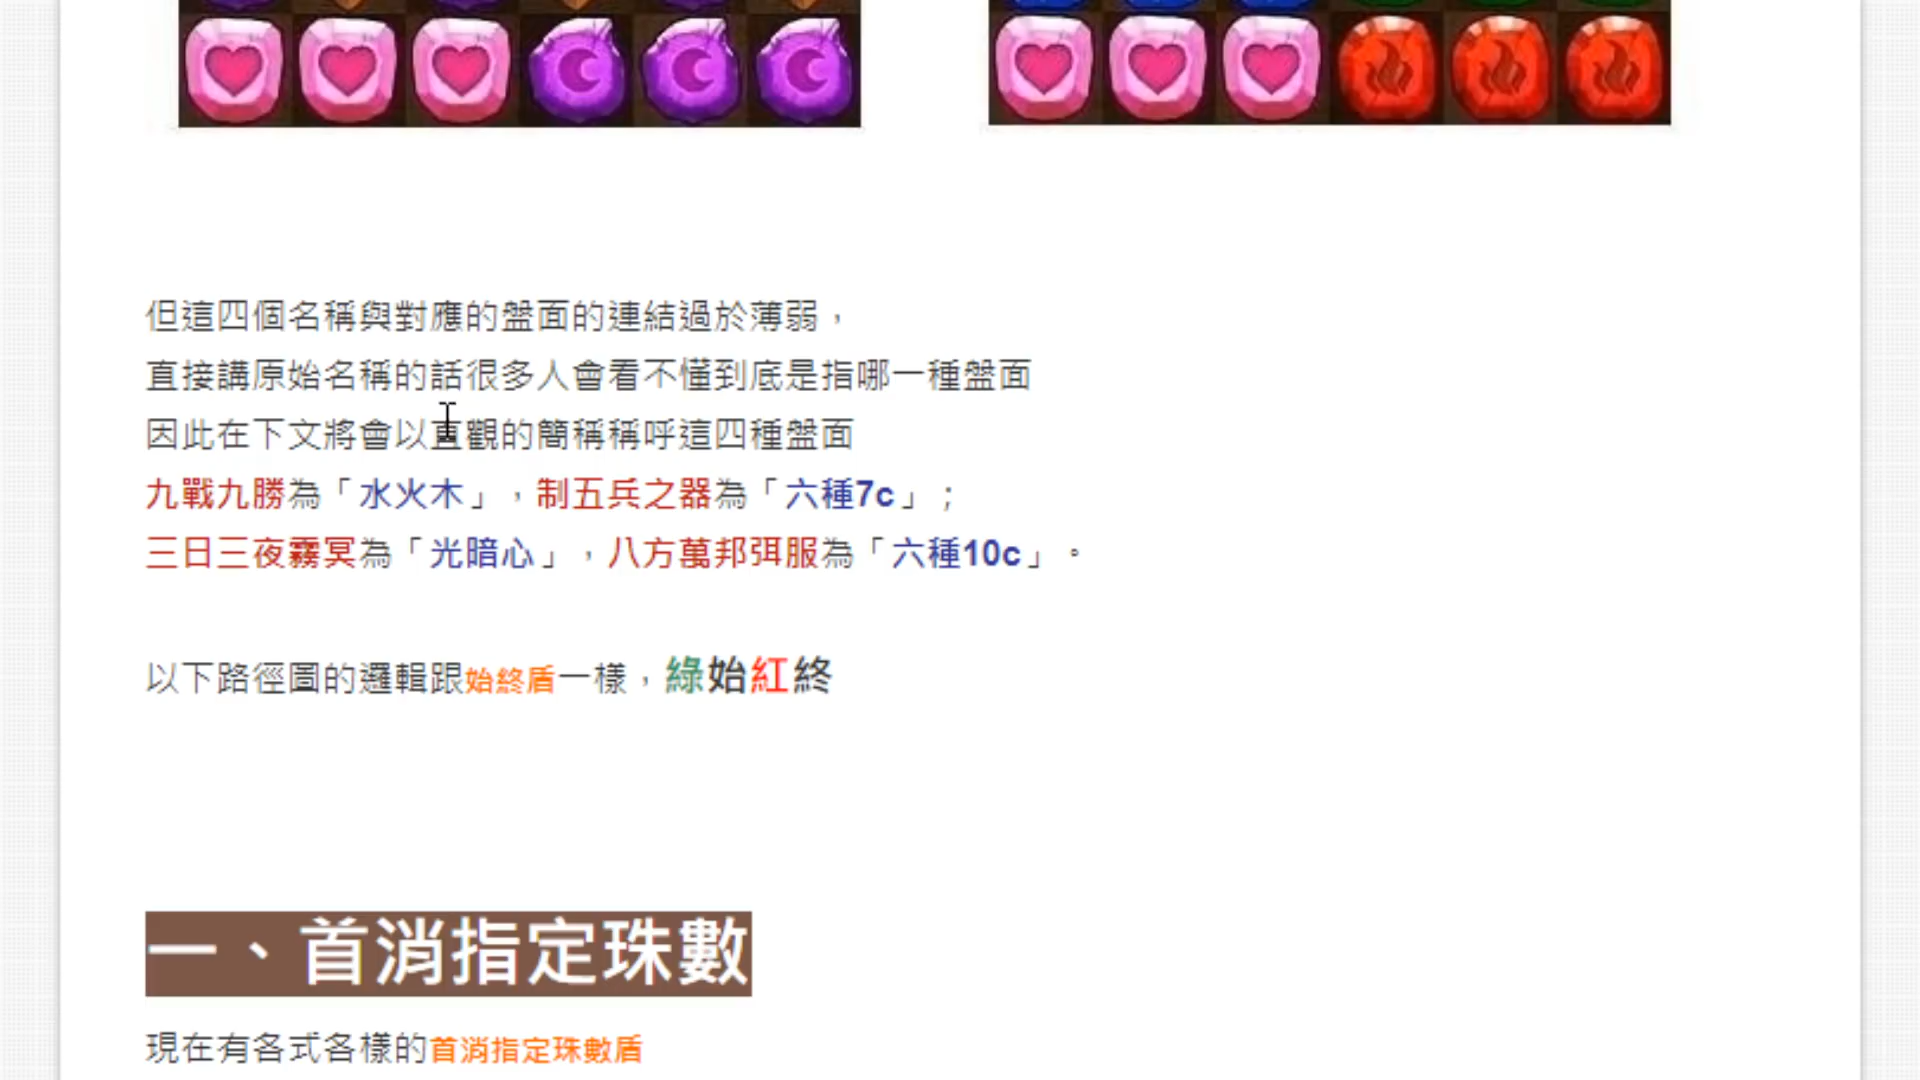 但這四個名稱與對應的盤面的連結過於薄弱，
直接講原始名稱的話很多人會看不懂到底是指哪一種盤面
因此在下文將會以直觀的簡稱稱呼這四種盤面
九戰九勝為「水火木」，制五兵之器為「六種7c」；
三日三夜霧冥為「光暗心」，八方萬邦弭服為「六種10c」。
以下路徑圖的邏輯跟始終盾一樣，綠始紅終
一、首消指定珠數
現在有各式各樣的首消指定珠數盾